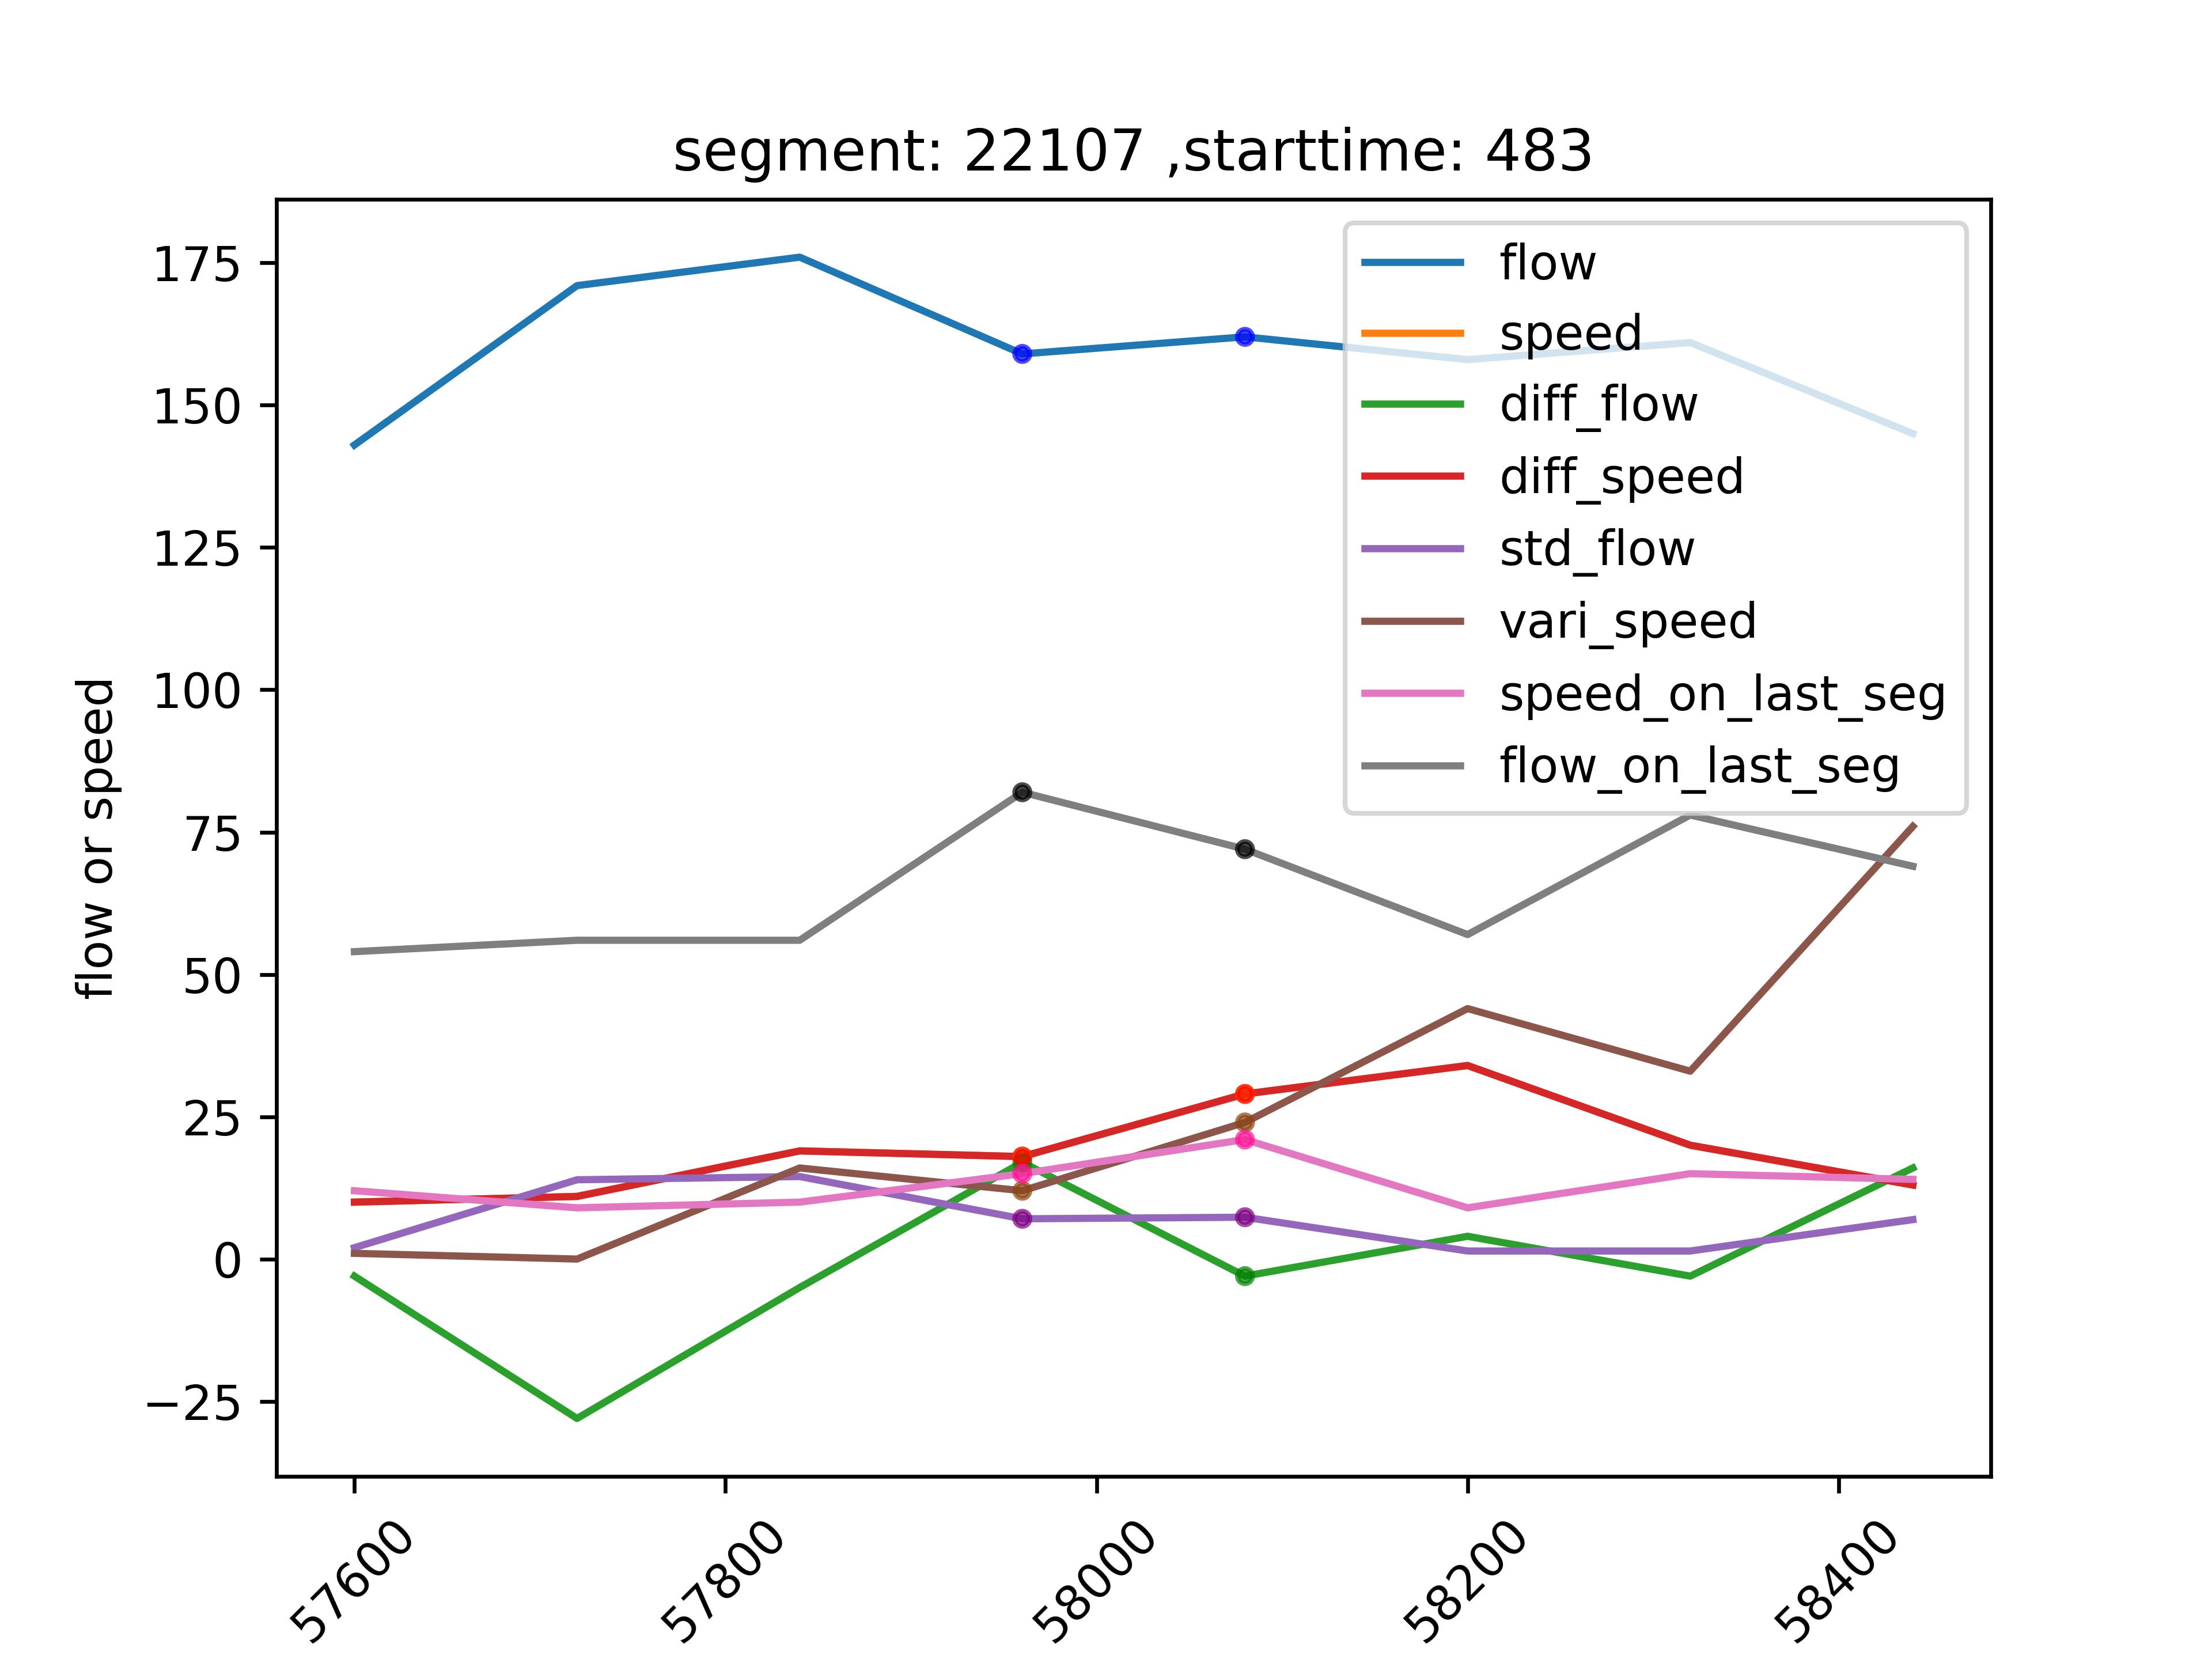 segment: 22107 ,starttime: 483
flow or speed
175
150
125
100
75
50
25
0
−25
flow
speed
diff_flow
diff_speed
std_flow
vari_speed
speed_on_last_seg
flow_on_last_seg
57600
57800
58000
58200
58400